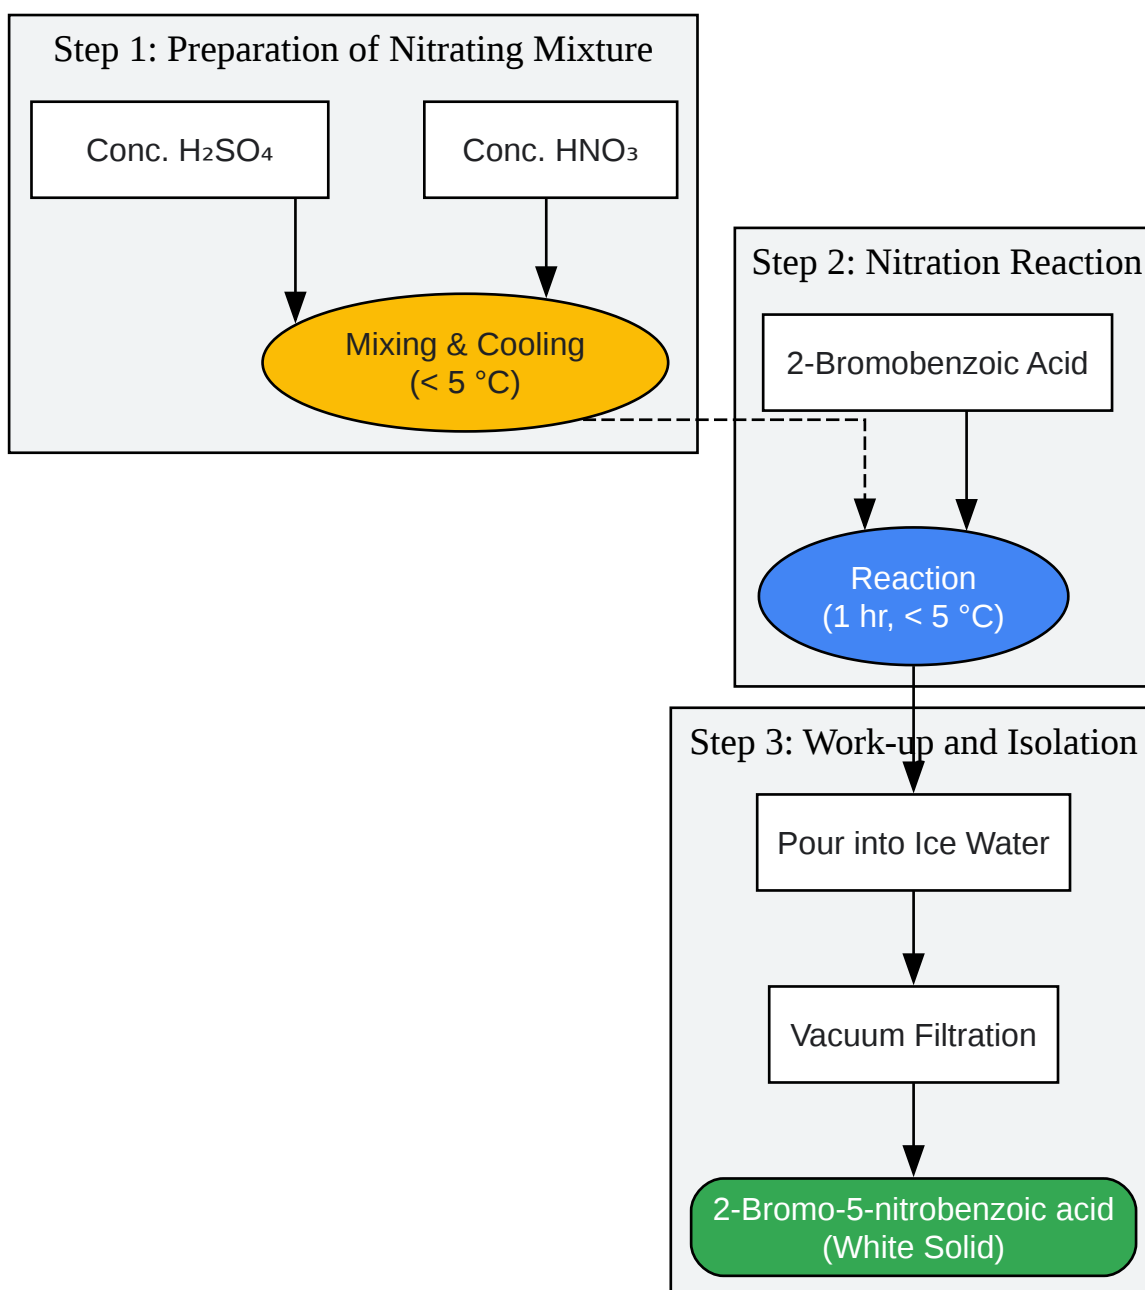 Step 1: Preparation of Nitrating Mixture
Conc. H₂SO₄
Conc. HNO₃
Mixing & Cooling
(< 5 °C)
Step 2: Nitration Reaction
2-Bromobenzoic Acid
Reaction
(1 hr, < 5 °C)
Step 3: Work-up and Isolation
Pour into Ice Water
Vacuum Filtration
2-Bromo-5-nitrobenzoic acid
(White Solid)